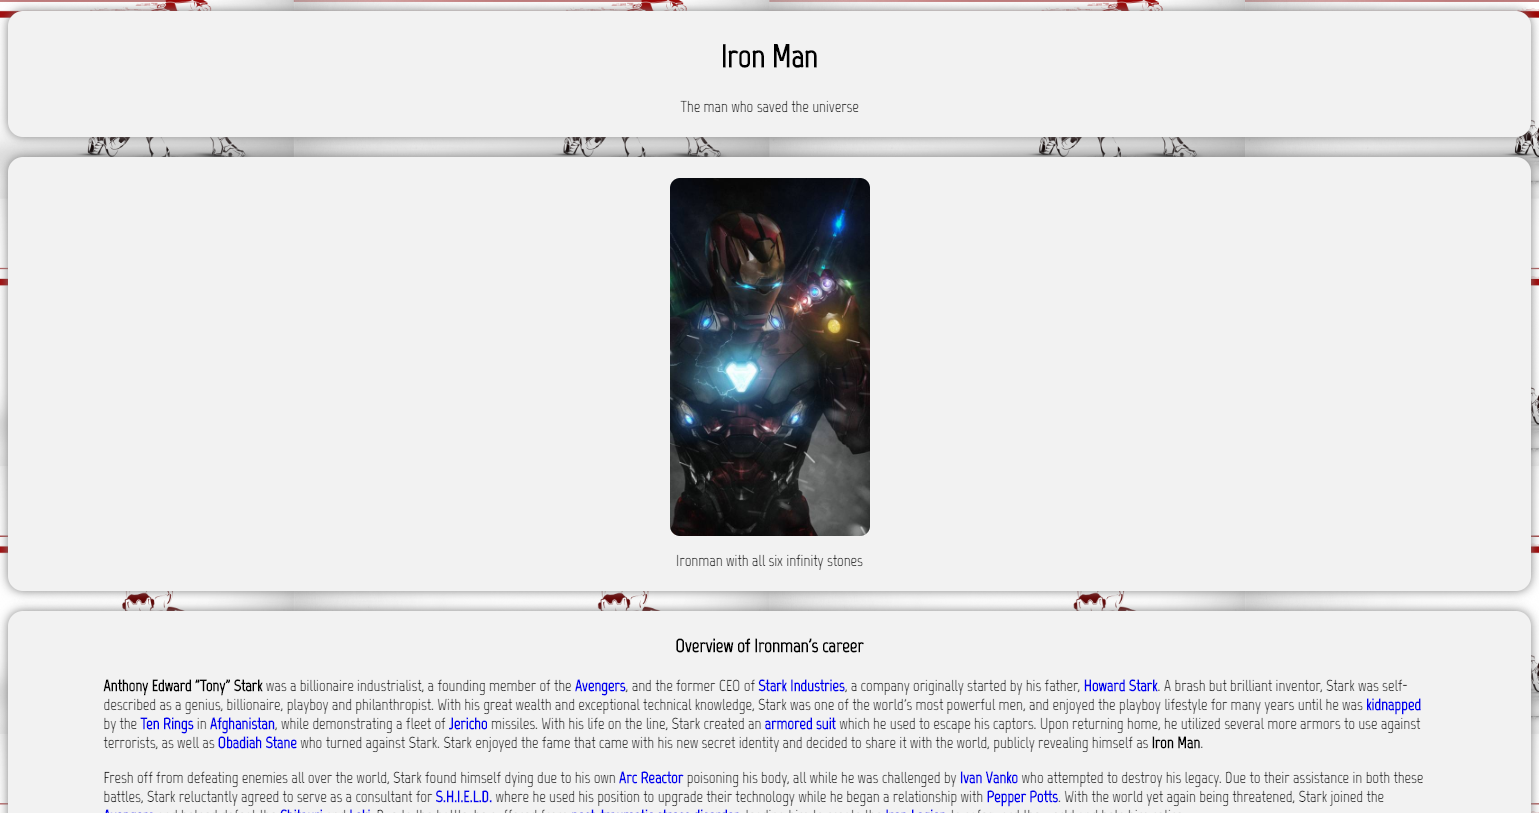 Iron Man
The man who saved the universe
Ironman with all six infinity stones
Overview of Ironman's career
Anthony Edward "Tony" Stark was a billionaire industrialist, a founding member of the Avengers, and the former CEO of Stark Industries, a company originally started by his father, Howard Stark. A brash but brilliant inventor, Stark was self-
described as a genius, billionaire, playboy and philanthropist. With his great wealth and exceptional technical knowledge, Stark was one of the world's most powerful men, and enjoyed the playboy lifestyle for many years until he was kidnapped
by the Ten Rings in Afghanistan, while demonstrating a fleet of Jericho missiles. With his life on the line, Stark created an armored suit which he used to escape his captors. Upon returning home, he utilized several more armors to use against
terrorists, as well as Obadiah Stane who turned against Stark. Stark enjoyed the fame that came with his new secret identity and decided to share it with the world, publicly revealing himself as Iron Man.
Fresh off from defeating enemies all over the world, Stark found himself dying due to his own Arc Reactor poisoning his body, all while he was challenged by Ivan Vanko who attempted to destroy his legacy. Due to their assistance in both these
battles, Stark reluctantly agreed to serve as a consultant for S.H.I.E.L.D. where he used his position to upgrade their technology while he began a relationship with Pepper Potts. With the world yet again being threatened, Stark joined the